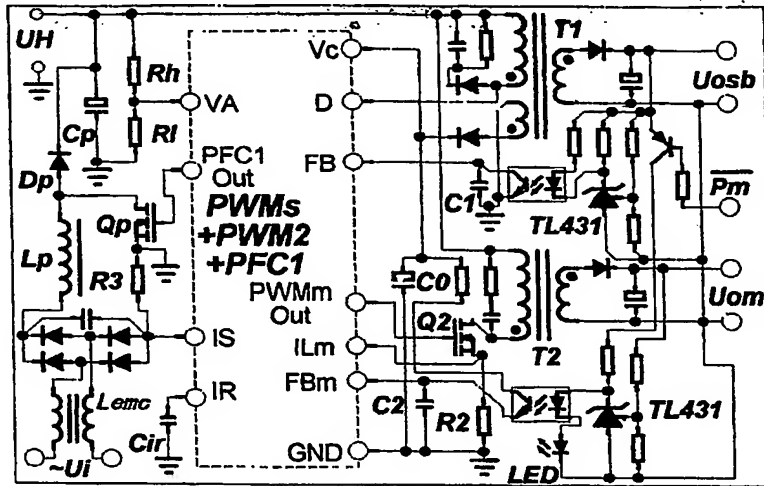 UH
Rh
Rl
Cp
Dp
Lp
Qp
R3
Lemc
~Ui
Cir
VA
PFC1
Out
PWMs
+PWM2
+PFC1
IS
IR
Vc
D
FB
PWMm
Out
ILm
FBm
GND
T1
Uosb
C1
TL431
Pm
C0
Q2
T2
Uom
C2
R2
LED
TL431